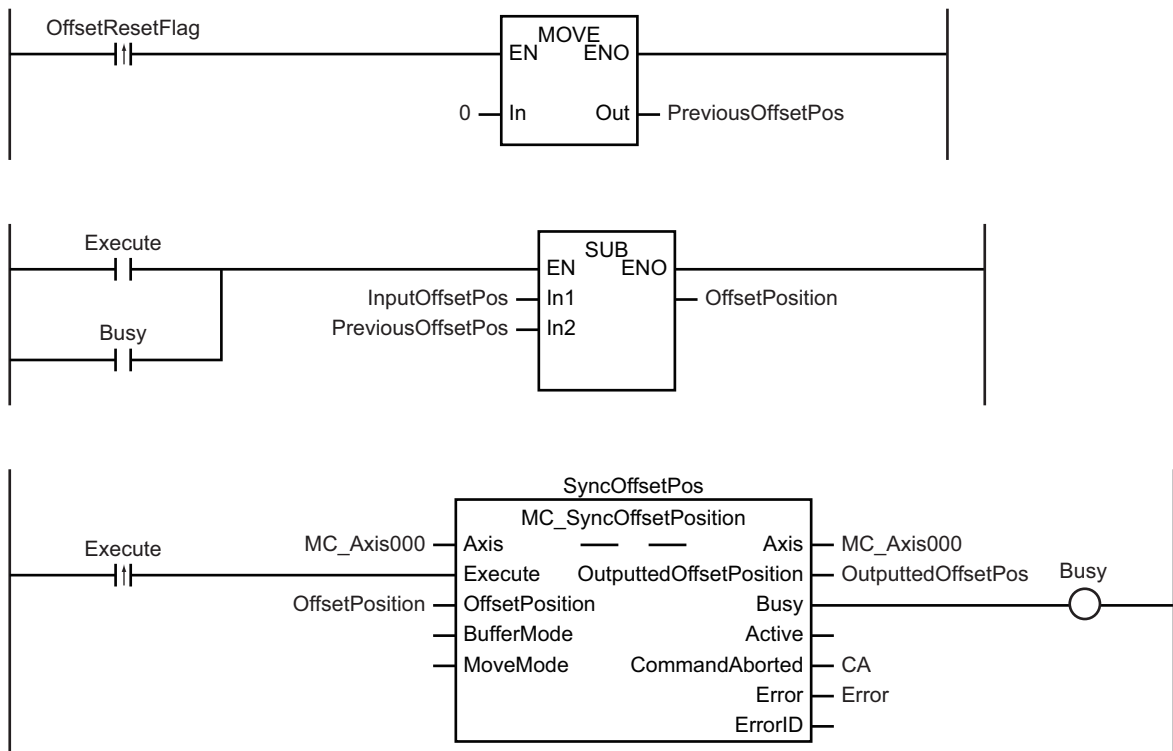 OffsetResetFlag
MOVE
EN ENO
0 In Out PreviousOffsetPos
Execute
SUB
EN ENO
InputOffsetPos In1 OffsetPosition
PreviousOffsetPos In2
Busy
SyncOffsetPos
MC_SyncOffsetPosition
Execute
MC_Axis000 Axis Axis MC_Axis000
Execute OutputtedOffsetPosition OutputtedOffsetPos Busy
OffsetPosition OffsetPosition Busy
BufferMode Active
MoveMode CommandAborted CA
Error Error
ErrorID